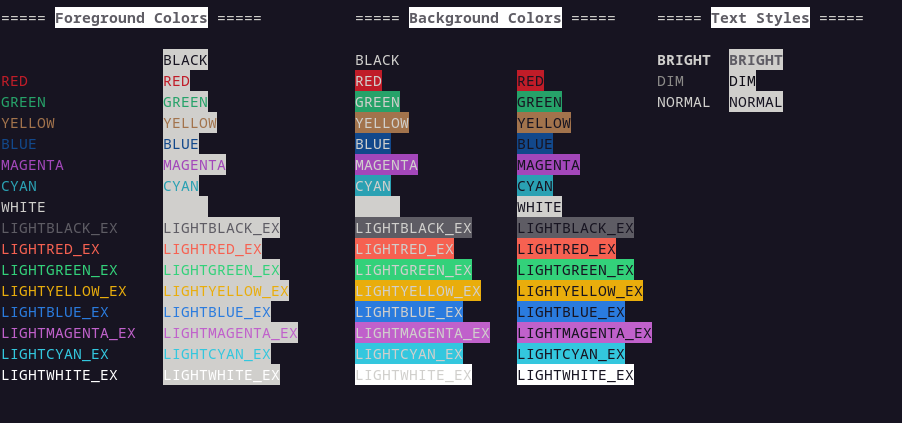 ===== Foreground Colors ===== ===== Background Colors ===== ===== Text Styles =====
BLACK BLACK BRIGHT BRIGHT
RED RED RED RED DIM DIM
GREEN GREEN GREEN GREEN NORMAL NORMAL
YELLOW YELLOW YELLOW YELLOW
BLUE BLUE BLUE BLUE
MAGENTA MAGENTA MAGENTA MAGENTA
CYAN CYAN CYAN CYAN
WHITE WHITE
LIGHTBLACK_EX LIGHTBLACK_EX LIGHTBLACK_EX LIGHTBLACK_EX
LIGHTRED_EX LIGHTRED_EX LIGHTRED_EX LIGHTRED_EX
LIGHTGREEN_EX LIGHTGREEN_EX LIGHTGREEN_EX LIGHTGREEN_EX
LIGHTYELLOW_EX LIGHTYELLOW_EX LIGHTYELLOW_EX LIGHTYELLOW_EX
LIGHTBLUE_EX LIGHTBLUE_EX LIGHTBLUE_EX LIGHTBLUE_EX
LIGHTMAGENTA_EX LIGHTMAGENTA_EX LIGHTMAGENTA_EX LIGHTMAGENTA_EX
LIGHTCYAN_EX LIGHTCYAN_EX LIGHTCYAN_EX LIGHTCYAN_EX
LIGHTWHITE_EX LIGHTWHITE_EX LIGHTWHITE_EX LIGHTWHITE_EX